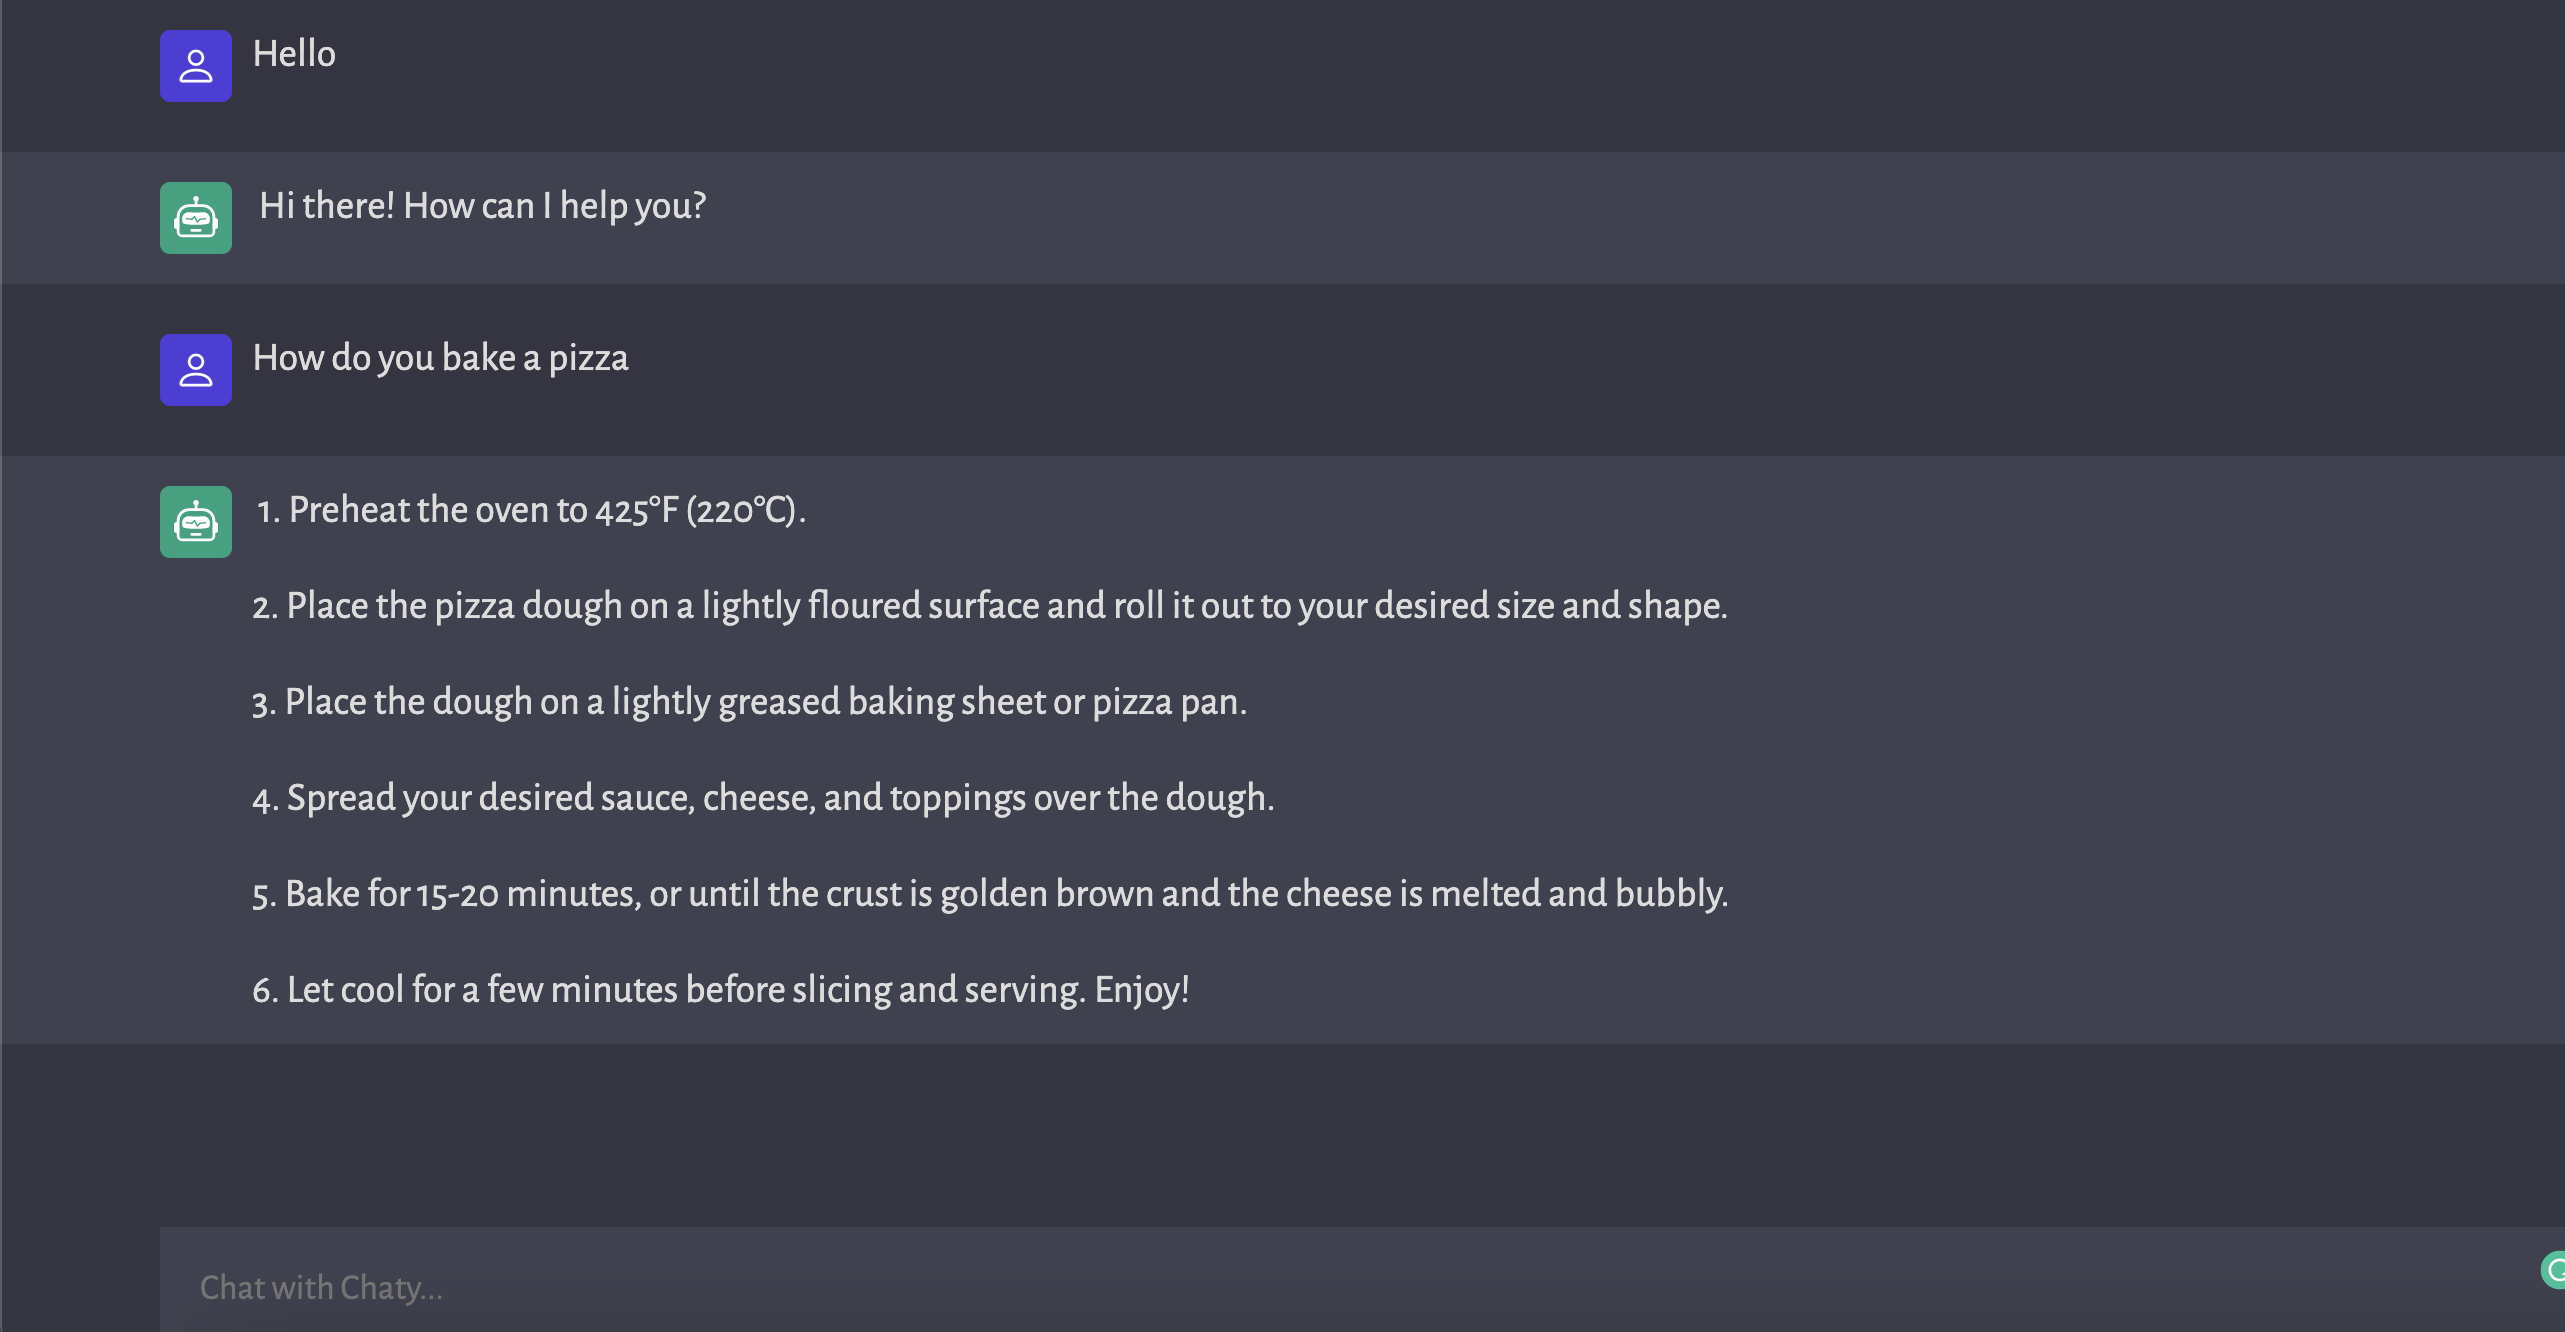 Hello
Hi there! How can I help you?
How do you bake a pizza
1. Preheat the oven to 425°F (220°C).
2. Place the pizza dough on a lightly floured surface and roll it out to your desired size and shape.
3. Place the dough on a lightly greased baking sheet or pizza pan.
4. Spread your desired sauce, cheese, and toppings over the dough.
5. Bake for 15-20 minutes, or until the crust is golden brown and the cheese is melted and bubbly.
6. Let cool for a few minutes before slicing and serving. Enjoy!
Chat with Chaty...